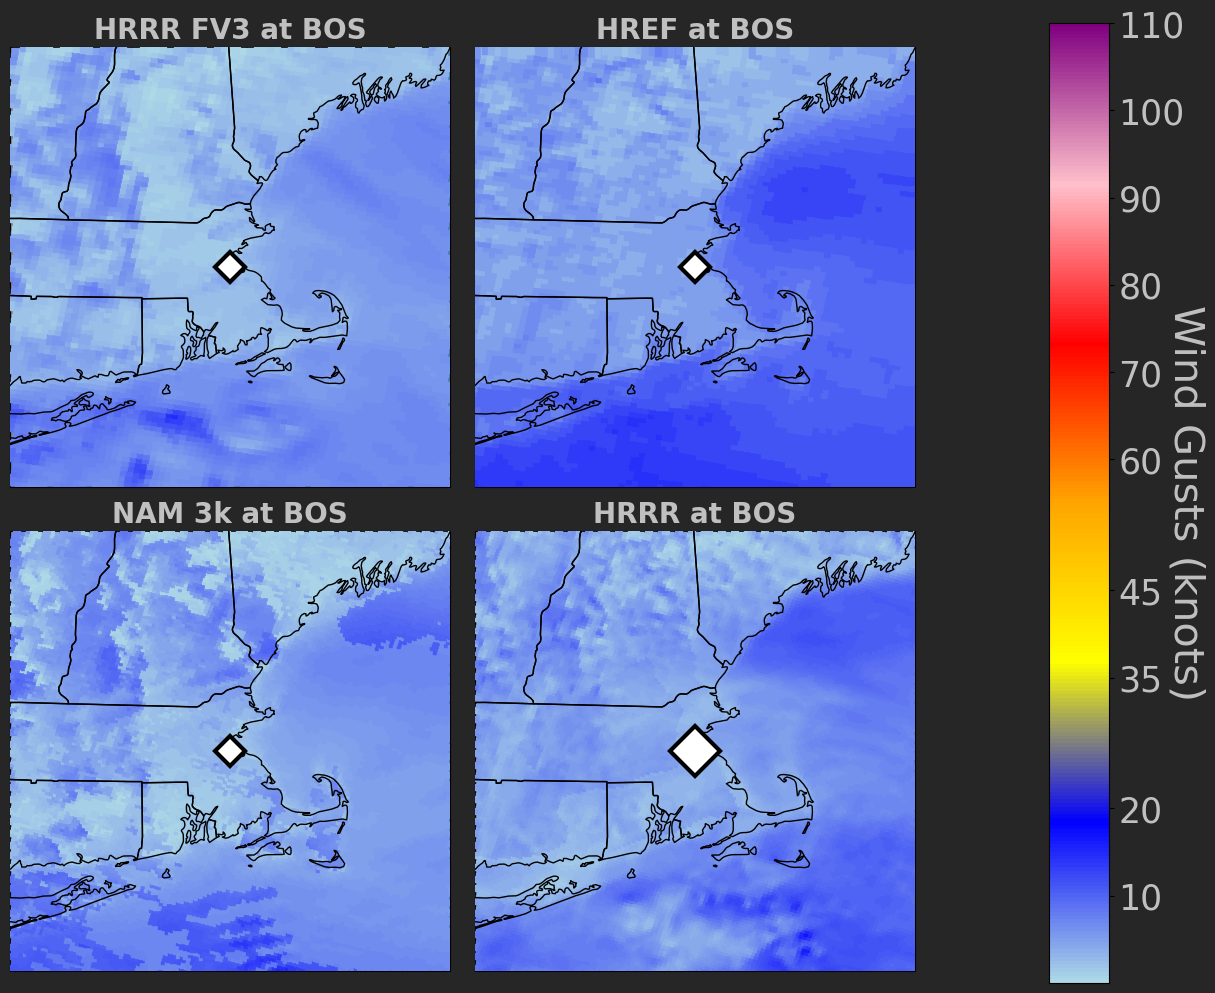 HRRR FV3 at BOS
HREF at BOS
NAM 3k at BOS
HRRR at BOS
110
100
90
80
70
60
45
35
20
10
Wind Gusts (knots)